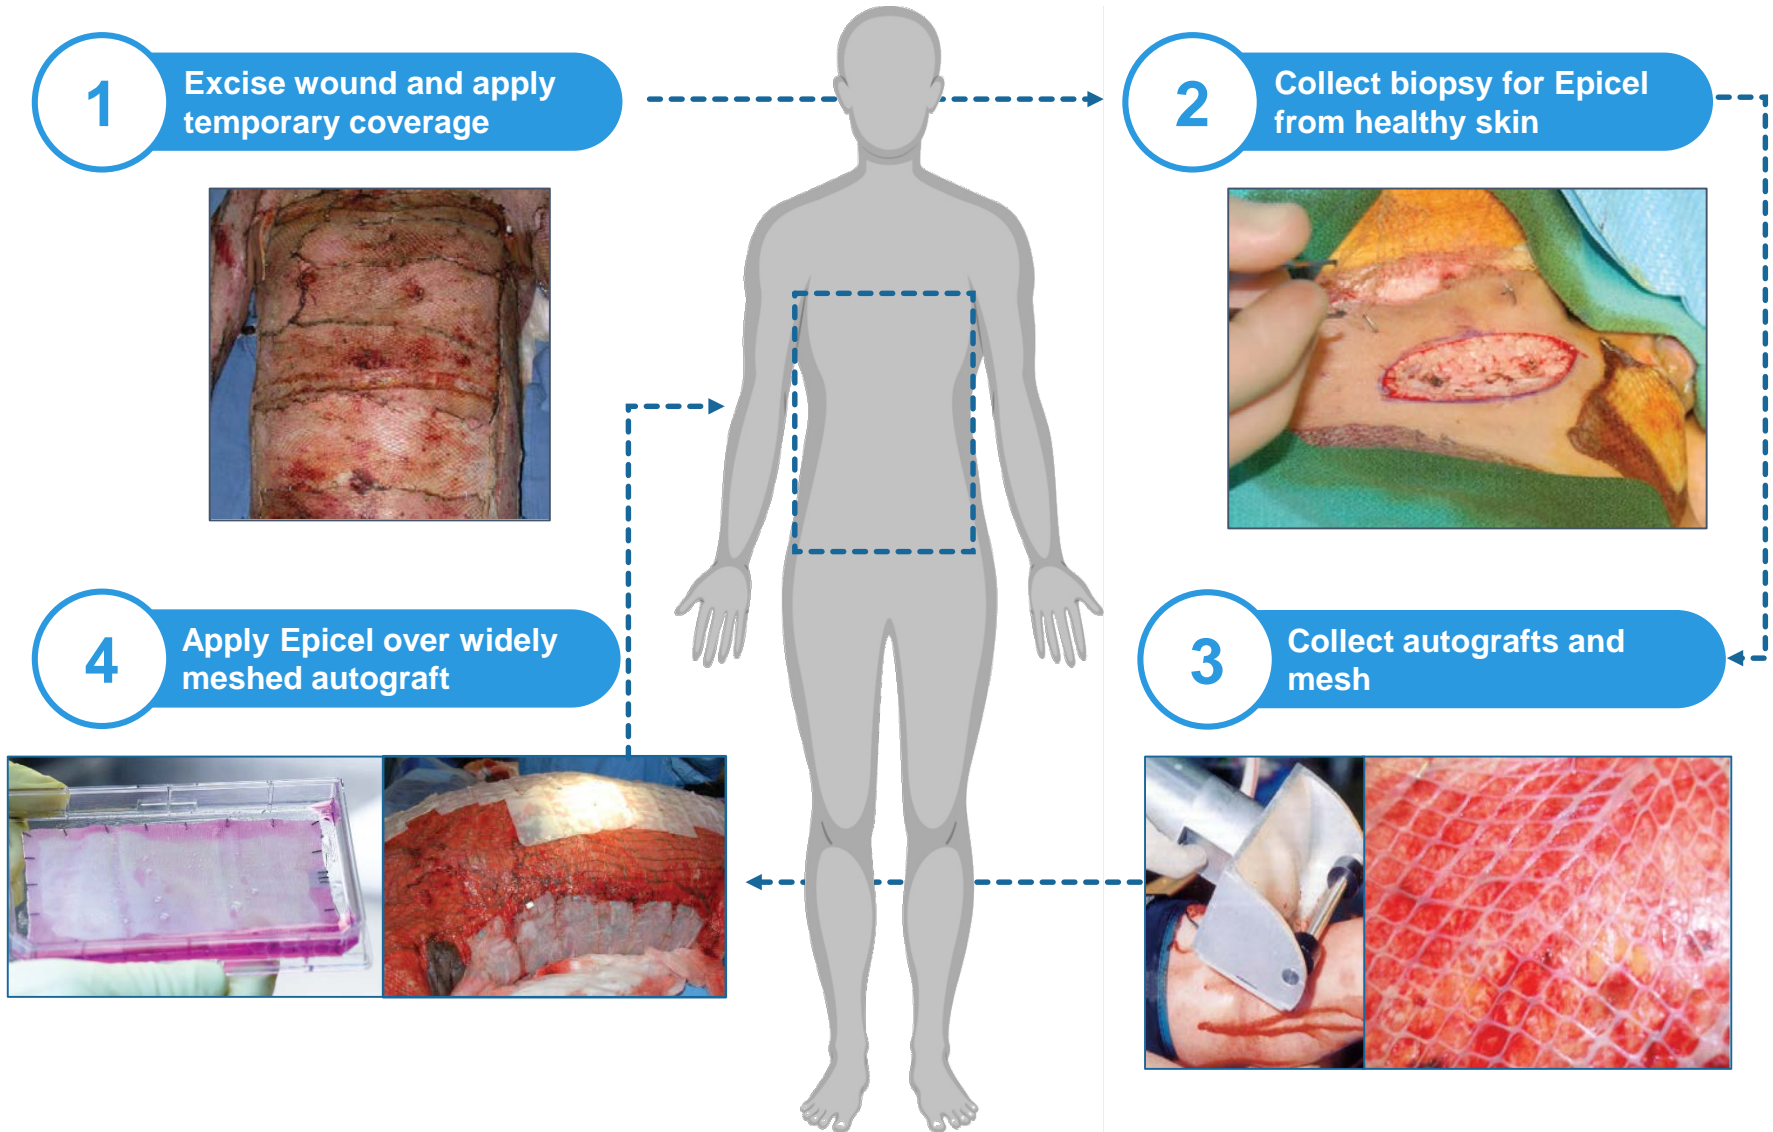 1
Excise wound and apply
temporary coverage
2
Collect biopsy for Epicel
from healthy skin
3
Collect autografts and
mesh
4
Apply Epicel over widely
meshed autograft